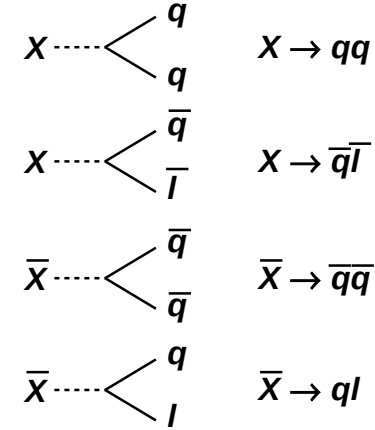 q
X X → qq
q
q̅
X X → q̅l̅
l̅
q̅
X̅ X̅ → q̅q̅
q̅
q
X̅ X̅ → ql
l